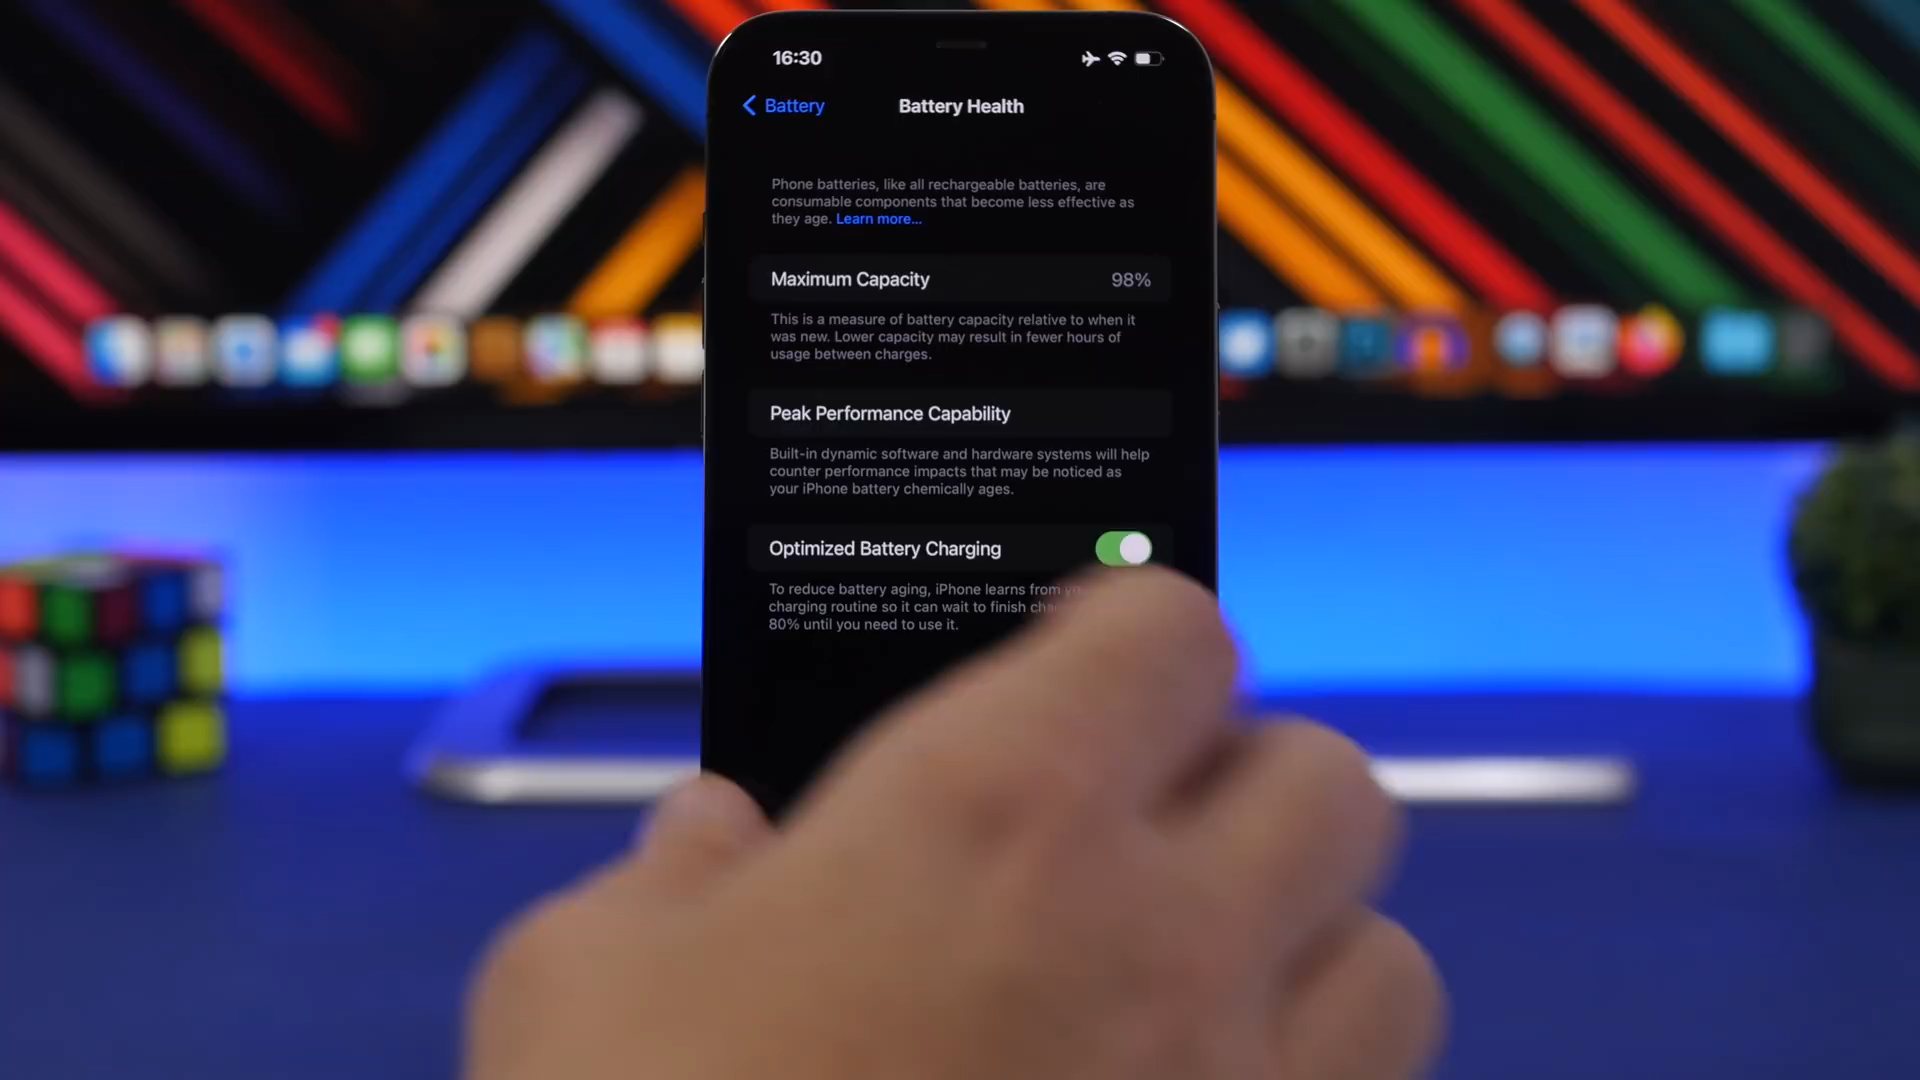 16:30
Battery
Battery Health
Phone batteries, like all rechargeable batteries, are
consumable components that become less effective as
they age. Learn more...
Maximum Capacity 98%
This is a measure of battery capacity relative to when it
was new. Lower capacity may result in fewer hours of
usage between charges.
Peak Performance Capability
Built-in dynamic software and hardware systems will help
counter performance impacts that may be noticed as
your iPhone battery chemically ages.
Optimized Battery Charging
To reduce battery aging, iPhone learns from
charging routine so it can wait to finish
80% until you need to use it.